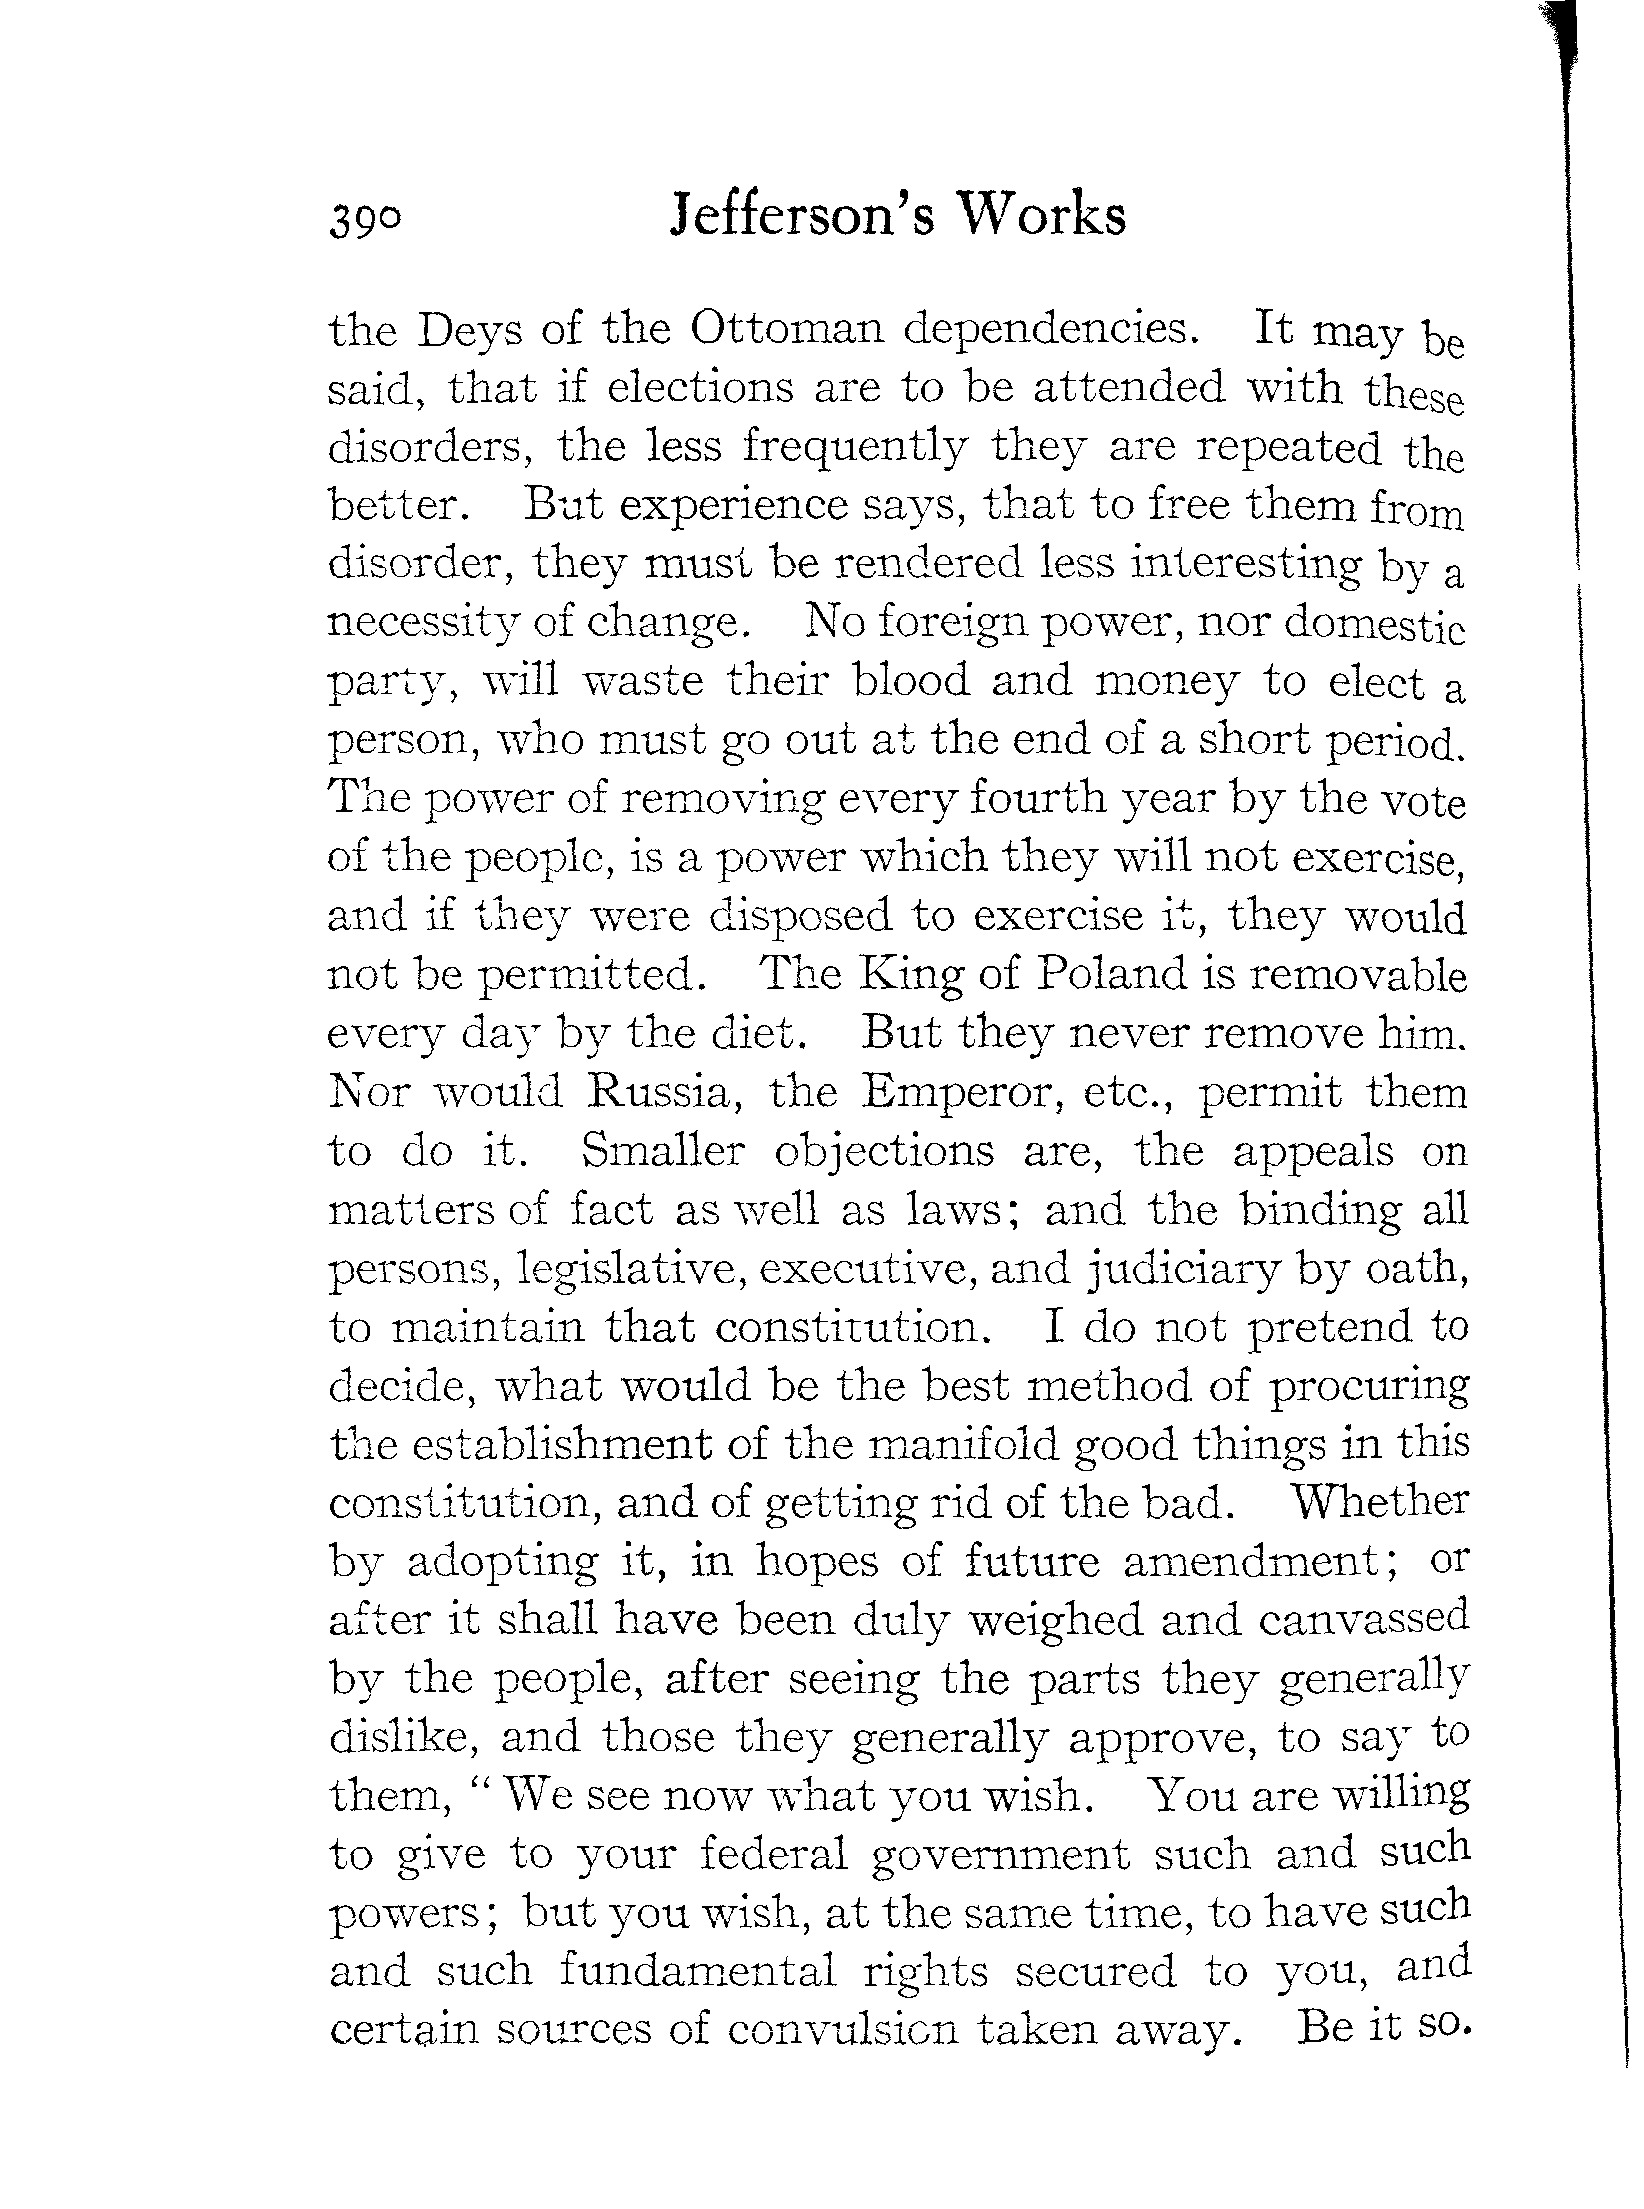 390 Jefferson's Works
the Deys of the Ottoman dependencies. It may be
said, that if elections are to be attended with these
disorders, the less frequently they are repeated the
better. But experience says, that to free them from
disorder, they must be rendered less interesting by a
necessity of change. No foreign power, nor domestic
party, will waste their blood and money to elect a
person, who must go out at the end of a short period.
The power of removing every fourth year by the vote
of the people, is a power which they will not exercise,
and if they were disposed to exercise it, they would
not be permitted. The King of Poland is removable
every day by the diet. But they never remove him.
Nor would Russia, the Emperor, etc., permit them
to do it. Smaller objections are, the appeals on
matters of fact as well as laws; and the binding all
persons, legislative, executive, and judiciary by oath,
to maintain that constitution. I do not pretend to
decide, what would be the best method of procuring
the establishment of the manifold good things in this
constitution, and of getting rid of the bad. Whether
by adopting it, in hopes of future amendment; or
after it shall have been duly weighed and canvassed
by the people, after seeing the parts they generally
dislike, and those they generally approve, to say to
them, “ We see now what you wish. You are willing
to give to your federal government such and such
powers; but you wish, at the same time, to have such
and such fundamental rights secured to you, and
certain sources of convulsion taken away. Be it so.